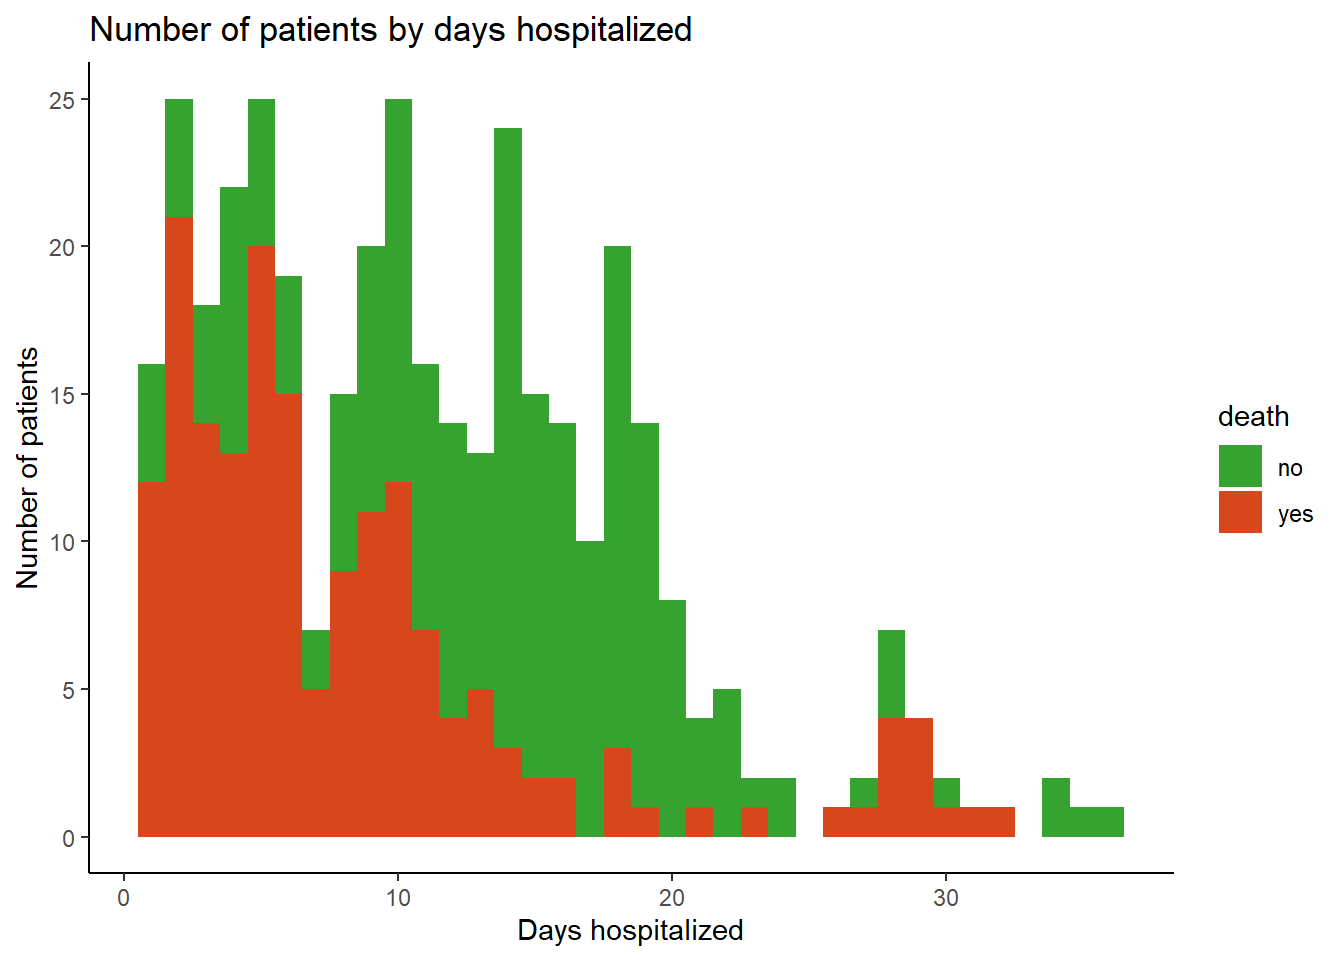 Number of patients by days hospitalized
25
20
15
10
5
0
Number of patients
0 10 20 30
Days hospitalized
death
no
yes